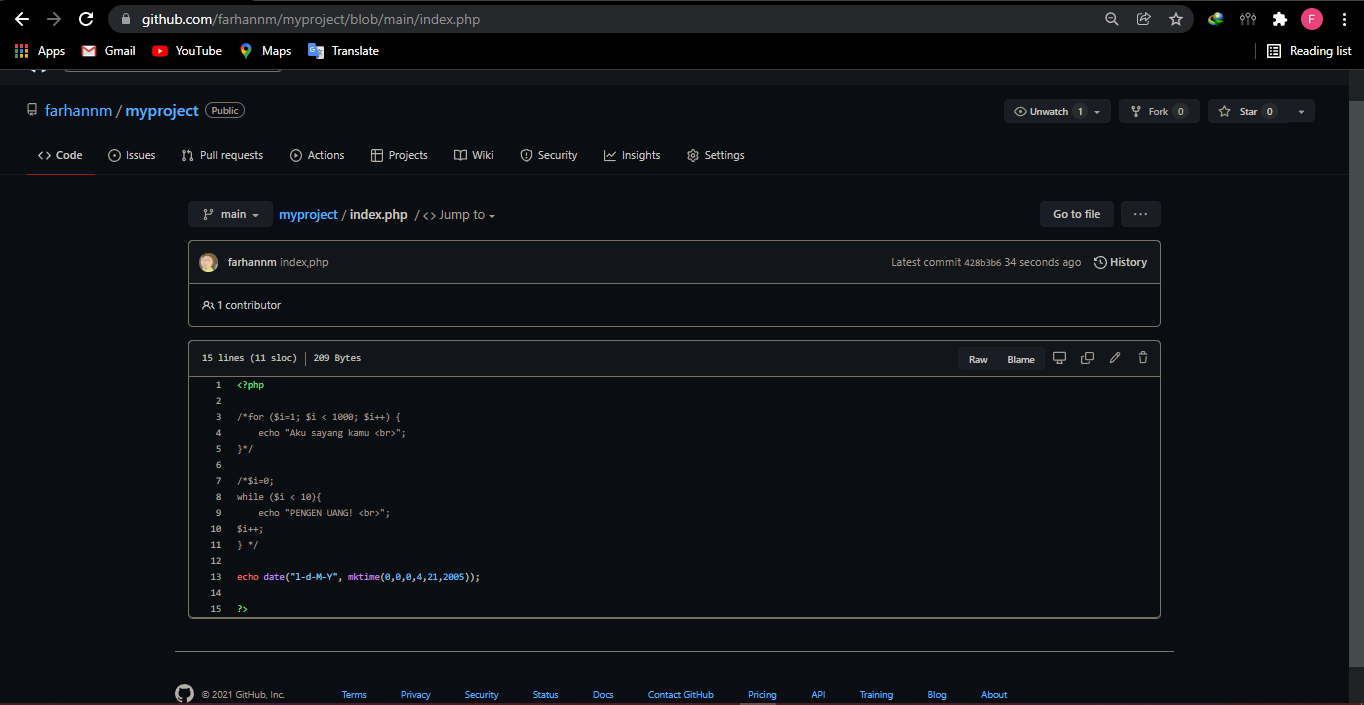 github.com/farhannm/myproject/blob/main/index.php F
Apps Gmail YouTube Maps Translate Reading list
farhannm / myproject Public Unwatch 1 Fork 0 Star 0
<> Code Issues Pull requests Actions Projects Wiki Security Insights Settings
main myproject / index.php / <> Jump to Go to file ...
farhannm index,php Latest commit 428b3b6 34 seconds ago History
1 contributor
15 lines (11 sloc) | 209 Bytes Raw Blame
1 <?php
2
3 /*for ($i=1; $i < 1000; $i++) {
4 echo "Aku sayang kamu <br>";
5 }*/
6
7 /*$i=0;
8 while ($i < 10){
9 echo "PENGEN UANG! <br>";
10 $i++;
11 } */
12
13 echo date("l-d-M-Y", mktime(0,0,0,4,21,2005));
14
15 ?>
© 2021 GitHub, Inc. Terms Privacy Security Status Docs Contact GitHub Pricing API Training Blog About